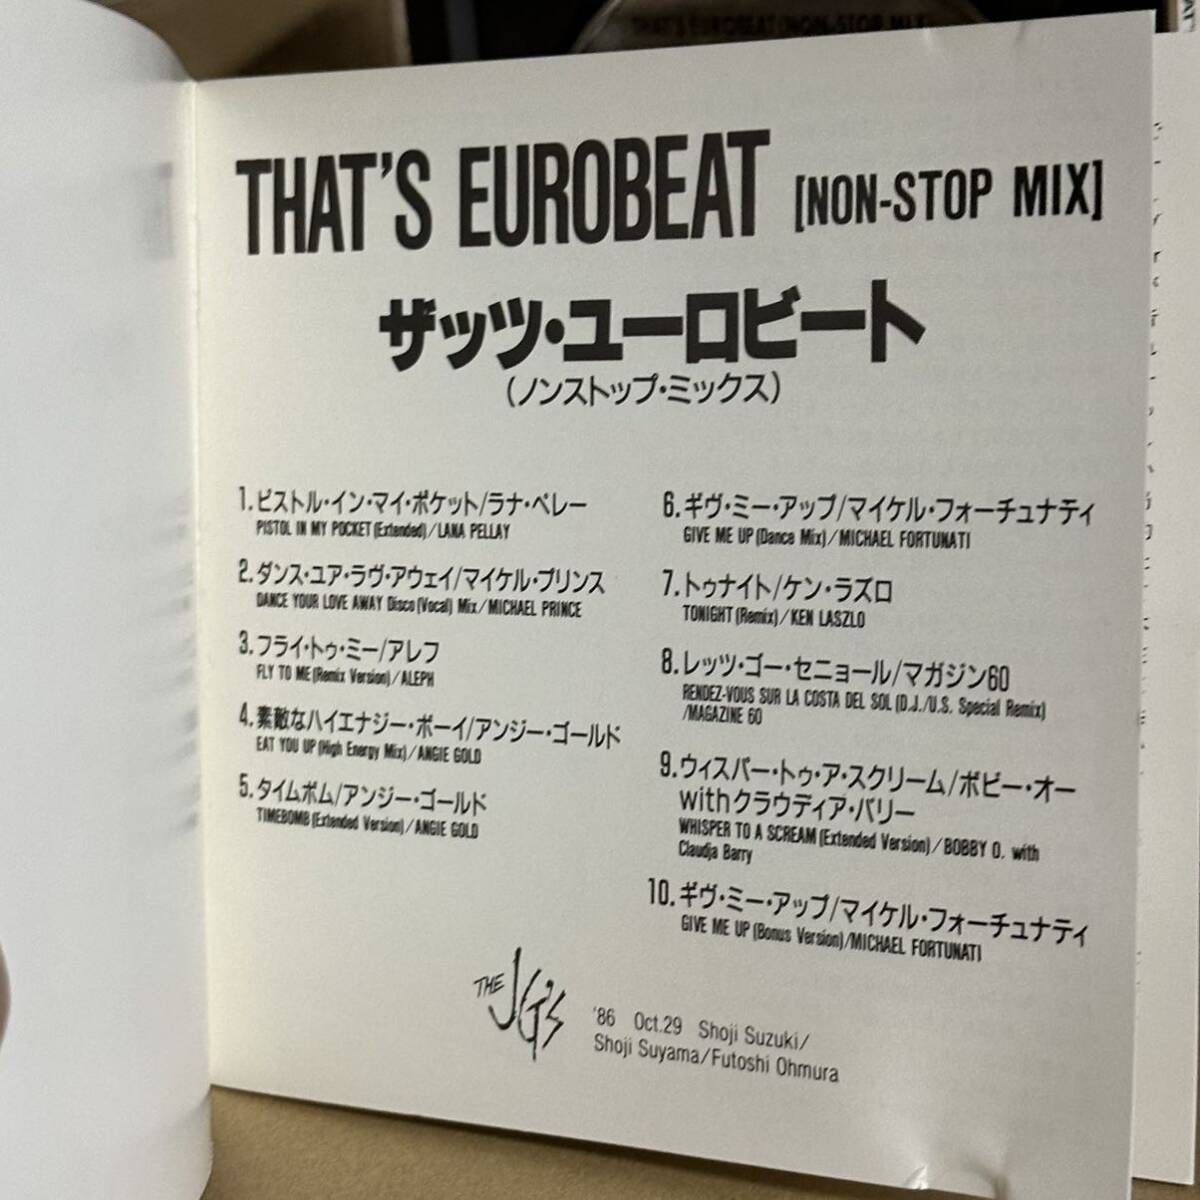 THAT'S EUROBEAT [NON-STOP MIX]
ザッツ・ユーロビート
(ノンストップ・ミックス)
1.ピストル・イン・マイ・ポケット/ラナ・ペレー
PISTOL IN MY POCKET (Extended)/LANA PELLAY
2.ダンス・ユア・ラヴ・アウェイ/マイケル・プリンス
DANCE YOUR LOVE AWAY Disco (Vocal) Mix/MICHAEL PRINCE
3.フライ・トゥ・ミー/アレフ
FLY TO ME (Remix Version)/ALEPH
4.素敵なハイエナジー・ボーイ/アンジー・ゴールド
EAT YOU UP (High Energy Mix)/ANGIE GOLD
5.タイムボム/アンジー・ゴールド
TIMEBOMB (Extended Version)/ANGIE GOLD
6.ギヴ・ミー・アップ/マイケル・フォーチュナティ
GIVE ME UP (Dance Mix)/MICHAEL FORTUNATI
7.トゥナイト/ケン・ラズロ
TONIGHT (Remix)/KEN LASZLO
8.レッツ・ゴー・セニョール/マガジン60
RENDEZ-VOUS SUR LA COSTA DEL SOL (D.J./U.S. Special Remix)
/MAGAZINE 60
9.ウィスパー・トゥ・ア・スクリーム/ボビー・オー
withクラウディア・バリー
WHISPER TO A SCREAM (Extended Version)/BOBBY O. with
Claudja Barry
10.ギヴ・ミー・アップ/マイケル・フォーチュナティ
GIVE ME UP (Bonus Version)/MICHAEL FORTUNATI
THE JG'S
'86 Oct.29 Shoji Suzuki/
Shoji Suyama/Futoshi Ohmura
THAT'S EUROBEAT (NON-STOP MIX)